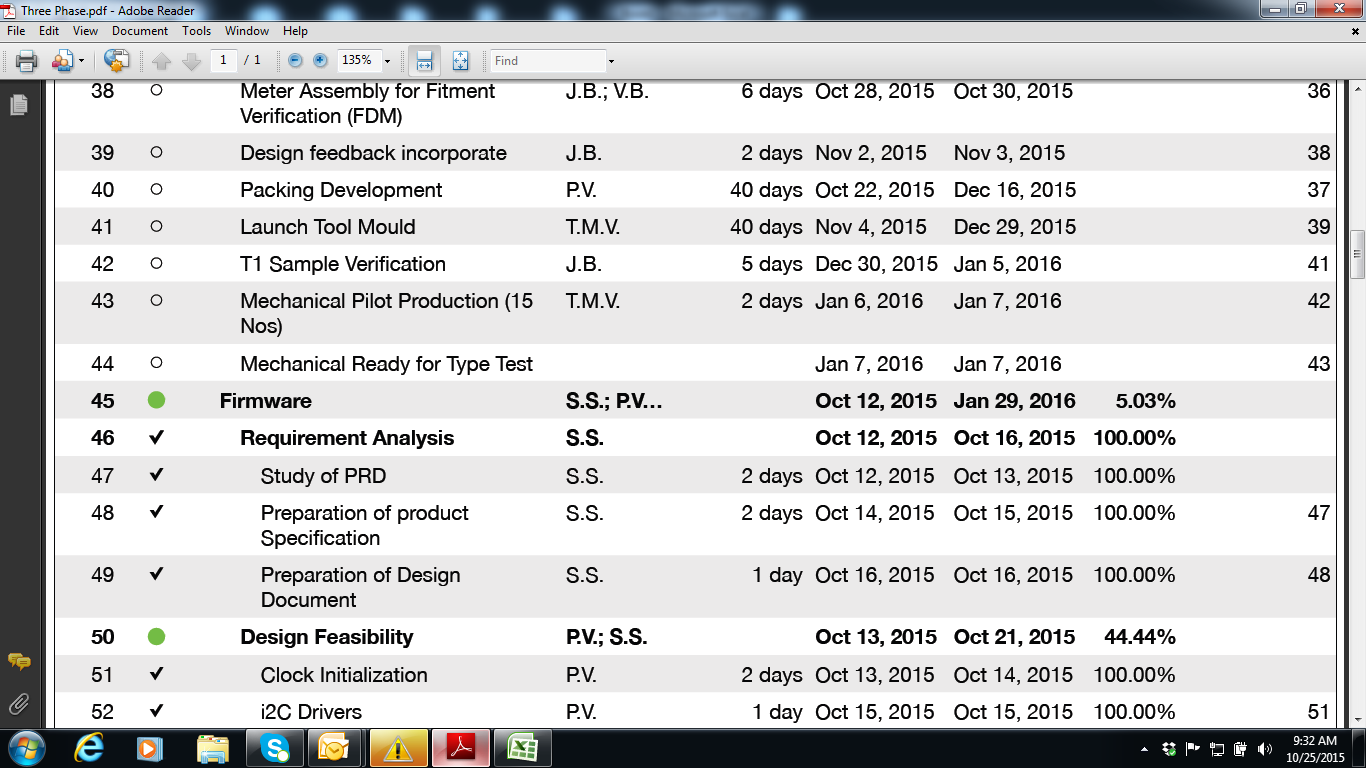 Three Phase.pdf - Adobe Reader
File Edit View Document Tools Window Help
1 / 1 135% Find
38 Meter Assembly for Fitment J.B.; V.B. 6 days Oct 28, 2015 Oct 30, 2015 36
Verification (FDM)
39 Design feedback incorporate J.B. 2 days Nov 2, 2015 Nov 3, 2015 38
40 Packing Development P.V. 40 days Oct 22, 2015 Dec 16, 2015 37
41 Launch Tool Mould T.M.V. 40 days Nov 4, 2015 Dec 29, 2015 39
42 T1 Sample Verification J.B. 5 days Dec 30, 2015 Jan 5, 2016 41
43 Mechanical Pilot Production (15 T.M.V. 2 days Jan 6, 2016 Jan 7, 2016 42
Nos)
44 Mechanical Ready for Type Test Jan 7, 2016 Jan 7, 2016 43
45 Firmware S.S.; P.V... Oct 12, 2015 Jan 29, 2016 5.03%
46 Requirement Analysis S.S. Oct 12, 2015 Oct 16, 2015 100.00%
47 Study of PRD S.S. 2 days Oct 12, 2015 Oct 13, 2015 100.00%
48 Preparation of product S.S. 2 days Oct 14, 2015 Oct 15, 2015 100.00% 47
Specification
49 Preparation of Design S.S. 1 day Oct 16, 2015 Oct 16, 2015 100.00% 48
Document
50 Design Feasibility P.V.; S.S. Oct 13, 2015 Oct 21, 2015 44.44%
51 Clock Initialization P.V. 2 days Oct 13, 2015 Oct 14, 2015 100.00%
52 i2C Drivers P.V. 1 day Oct 15, 2015 Oct 15, 2015 100.00% 51
9:32 AM
10/25/2015